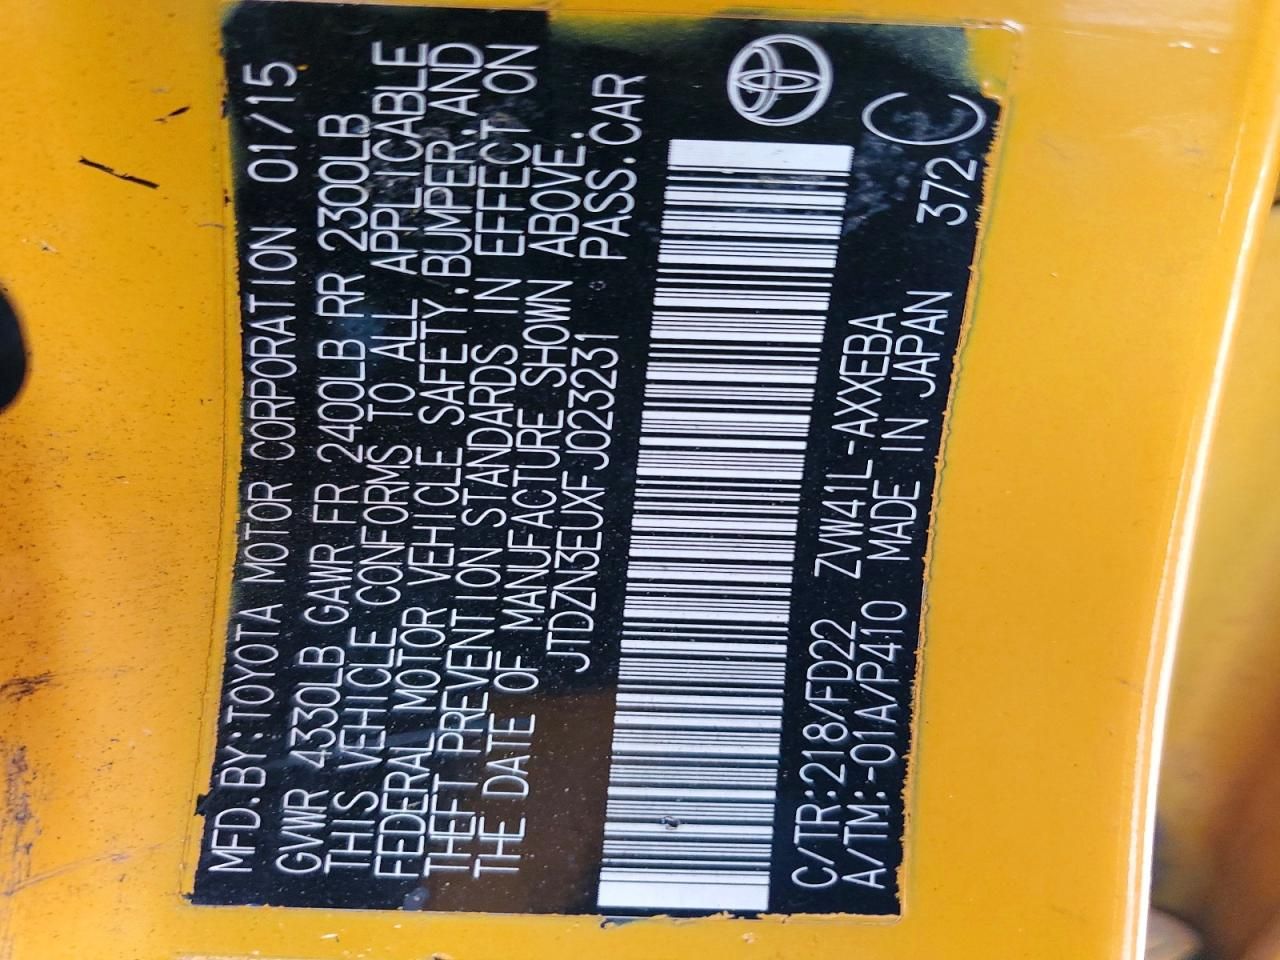 MFD.BY:TOYOTA MOTOR CORPORATION 01/15
GVWR 4330LB GAWR FR 2400LB RR 2300LB
THIS VEHICLE CONFORMS TO ALL APPLICABLE
FEDERAL MOTOR VEHICLE SAFETY,BUMPER,AND
THEFT PREVENTION STANDARDS IN EFFECT ON
THE DATE OF MANUFACTURE SHOWN ABOVE.
JTDZN3EUXFJ023231 PASS.CAR
C/TR:218/FD22 ZVW41L-AXXEBA
A/TM:-01A/P410 MADE IN JAPAN 372 C